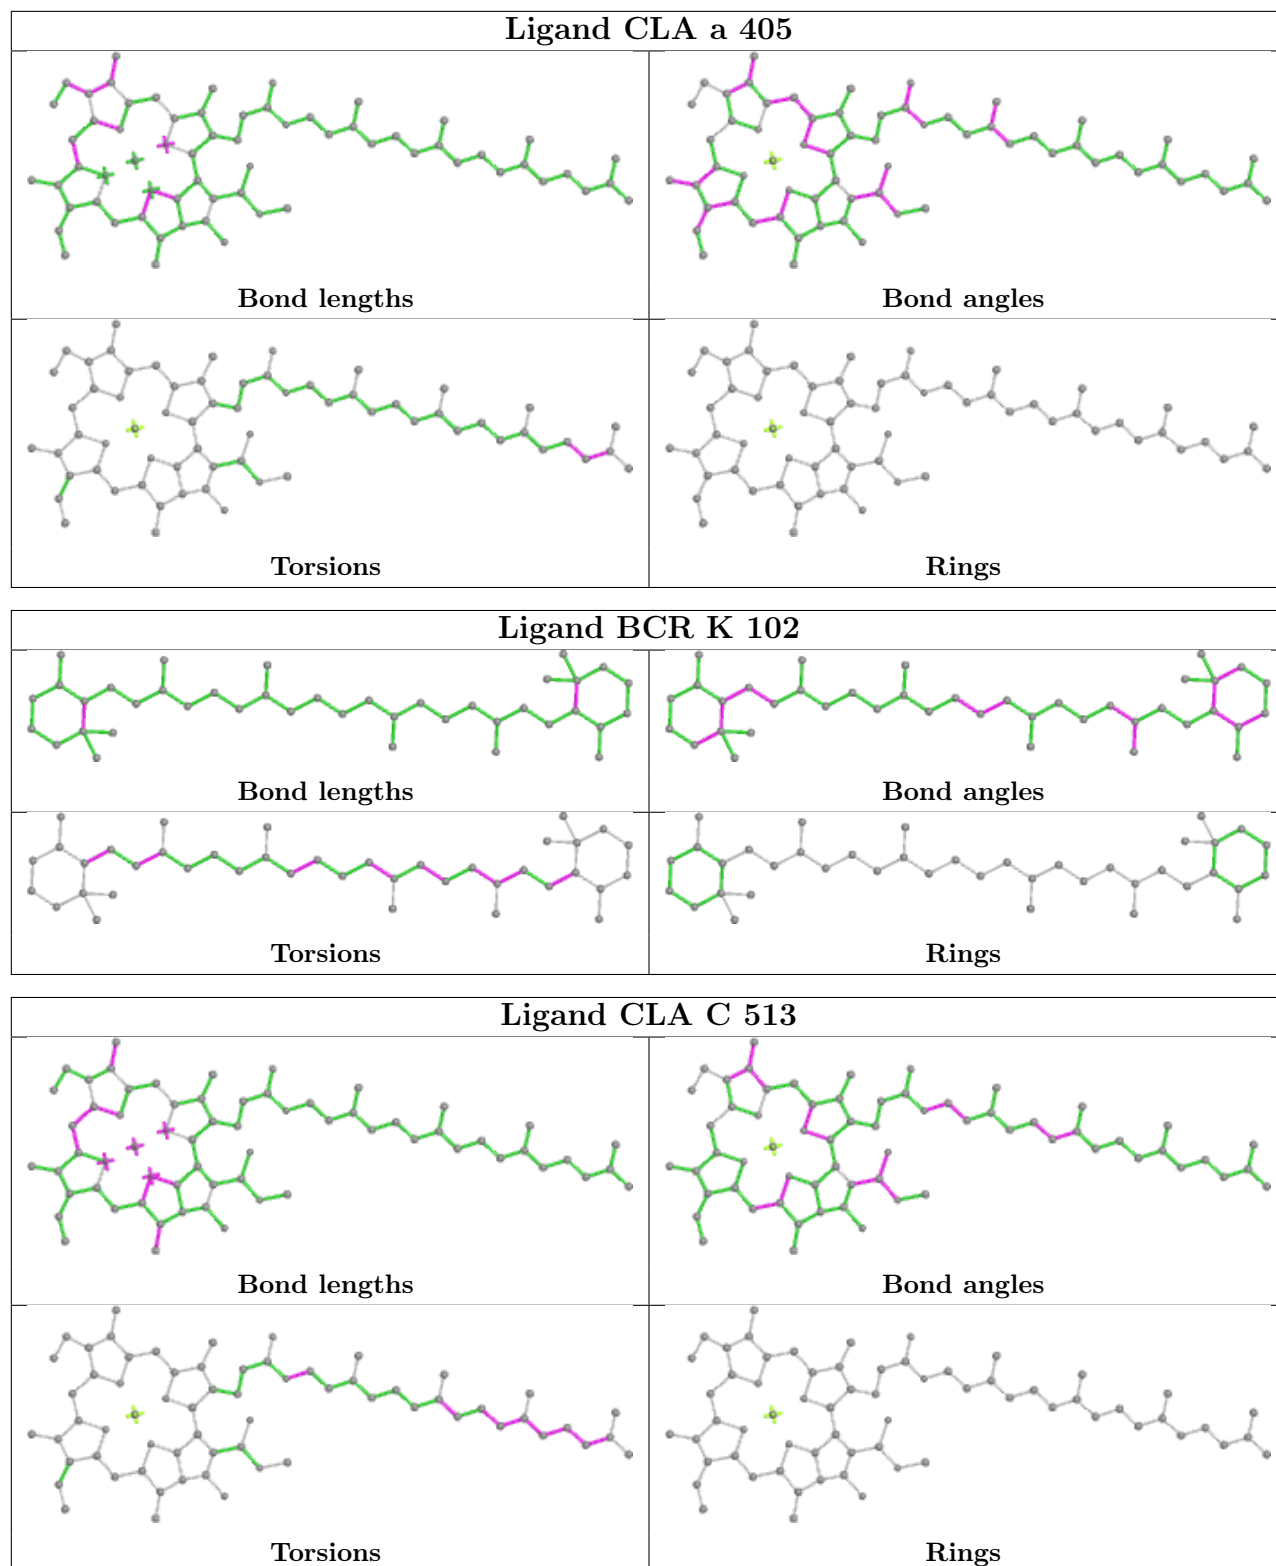 Ligand CLA a 405
Bond lengths
Bond angles
Torsions
Rings
Ligand BCR K 102
Bond lengths
Bond angles
Torsions
Rings
Ligand CLA C 513
Bond lengths
Bond angles
Torsions
Rings